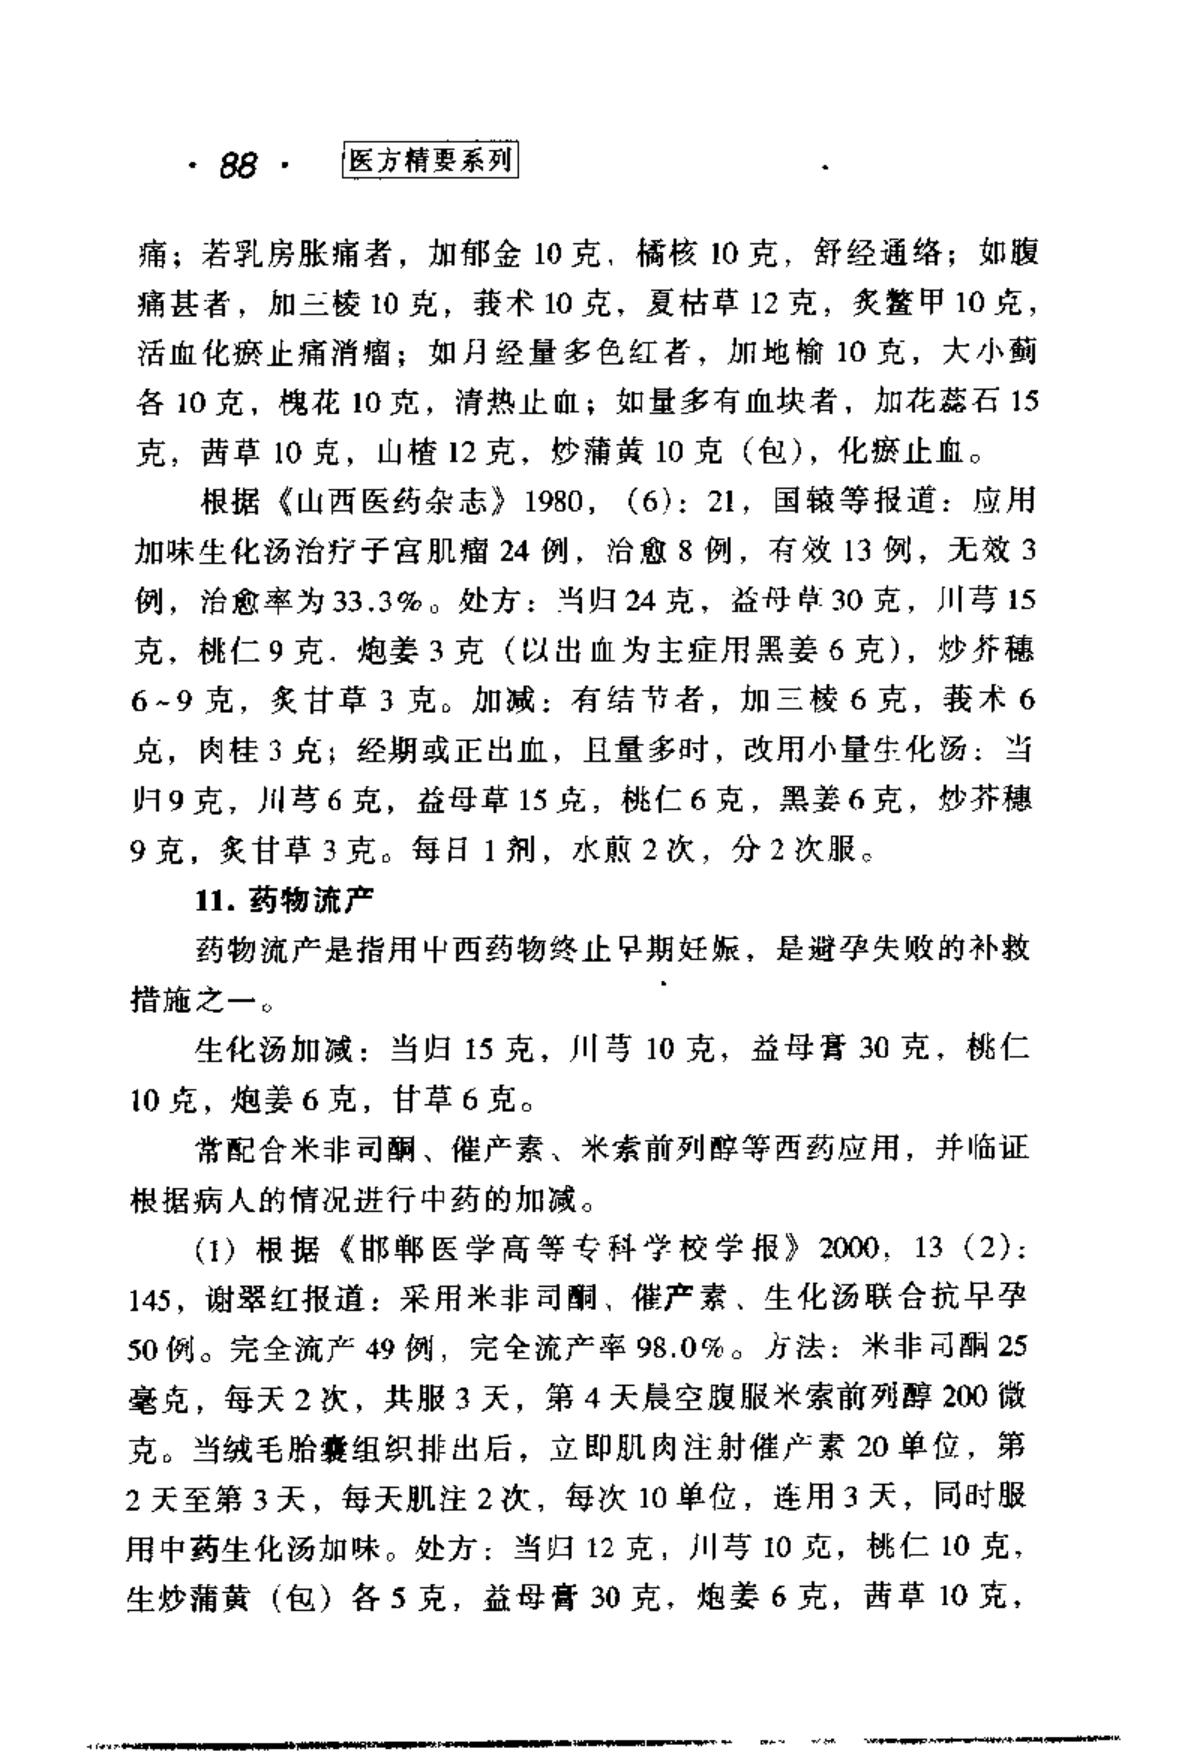 · 88 · 医方精要系列
痛；若乳房胀痛者，加郁金 10 克，橘核 10 克，舒经通络；如腹
痛甚者，加三棱 10 克，莪术 10 克，夏枯草 12 克，炙鳖甲 10 克，
活血化瘀止痛消瘤；如月经量多色红者，加地榆 10 克，大小蓟
各 10 克，槐花 10 克，清热止血；如量多有血块者，加花蕊石 15
克，茜草 10 克，山楂 12 克，炒蒲黄 10 克（包），化瘀止血。
根据《山西医药杂志》1980，（6）：21，国辕等报道：应用
加味生化汤治疗子宫肌瘤 24 例，治愈 8 例，有效 13 例，无效 3
例，治愈率为 33.3%。处方：当归 24 克，益母草 30 克，川芎 15
克，桃仁 9 克，炮姜 3 克（以出血为主症用黑姜 6 克），炒芥穗
6~9 克，炙甘草 3 克。加减：有结节者，加三棱 6 克，莪术 6
克，肉桂 3 克；经期或正出血，且量多时，改用小量生化汤：当
归 9 克，川芎 6 克，益母草 15 克，桃仁 6 克，黑姜 6 克，炒芥穗
9 克，炙甘草 3 克。每日 1 剂，水煎 2 次，分 2 次服。
11. 药物流产
药物流产是指用中西药物终止早期妊娠，是避孕失败的补救
措施之一。
生化汤加减：当归 15 克，川芎 10 克，益母膏 30 克，桃仁
10 克，炮姜 6 克，甘草 6 克。
常配合米非司酮、催产素、米索前列醇等西药应用，并临证
根据病人的情况进行中药的加减。
（1）根据《邯郸医学高等专科学校学报》2000，13（2）：
145，谢翠红报道：采用米非司酮、催产素、生化汤联合抗早孕
50 例。完全流产 49 例，完全流产率 98.0%。方法：米非司酮 25
毫克，每天 2 次，共服 3 天，第 4 天晨空腹服米索前列醇 200 微
克。当绒毛胎囊组织排出后，立即肌肉注射催产素 20 单位，第
2 天至第 3 天，每天肌注 2 次，每次 10 单位，连用 3 天，同时服
用中药生化汤加味。处方：当归 12 克，川芎 10 克，桃仁 10 克，
生炒蒲黄（包）各 5 克，益母膏 30 克，炮姜 6 克，茜草 10 克，